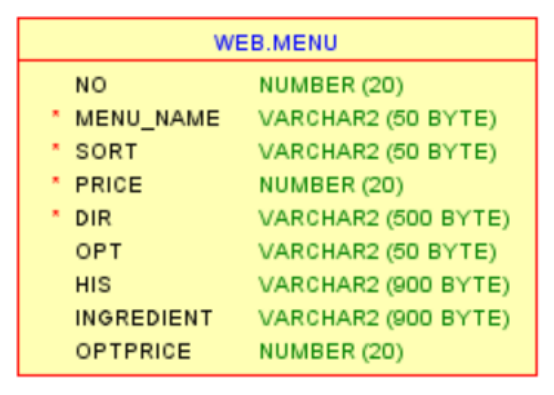 WEB.MENU
NO NUMBER (20)
* MENU_NAME VARCHAR2 (50 BYTE)
* SORT VARCHAR2 (50 BYTE)
* PRICE NUMBER (20)
* DIR VARCHAR2 (500 BYTE)
OPT VARCHAR2 (50 BYTE)
HIS VARCHAR2 (900 BYTE)
INGREDIENT VARCHAR2 (900 BYTE)
OPTPRICE NUMBER (20)